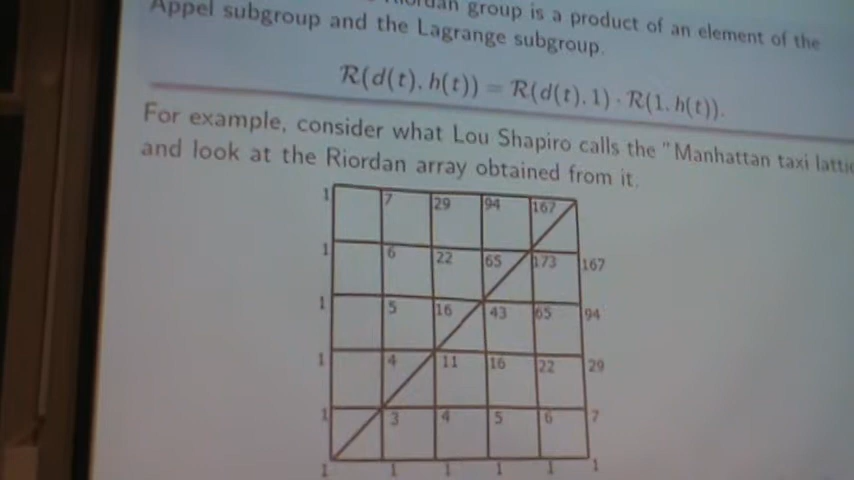 Riordan group is a product of an element of the
Appel subgroup and the Lagrange subgroup.
R(d(t), h(t)) = R(d(t), 1) · R(1, h(t)).
For example, consider what Lou Shapiro calls the "Manhattan taxi
and look at the Riordan array obtained from it.
1 7 29 94 167
1 6 22 65 173 167
1 5 16 43 65 94
1 4 11 16 22 29
1 3 4 5 6 7
1 1 1 1 1 1